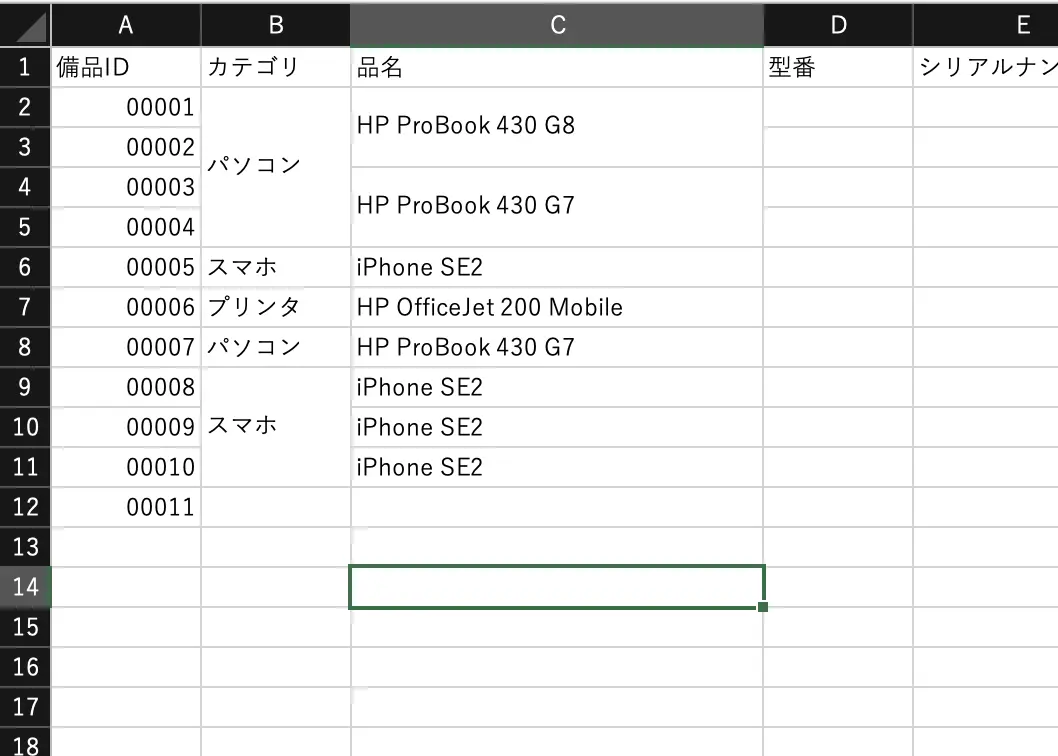 A B C D E
1 備品ID カテゴリ 品名 型番 シリアルナン
2 00001 パソコン HP ProBook 430 G8
3 00002
4 00003 HP ProBook 430 G7
5 00004
6 00005 スマホ iPhone SE2
7 00006 プリンタ HP OfficeJet 200 Mobile
8 00007 パソコン HP ProBook 430 G7
9 00008 スマホ iPhone SE2
10 00009 iPhone SE2
11 00010 iPhone SE2
12 00011
13
14
15
16
17
18